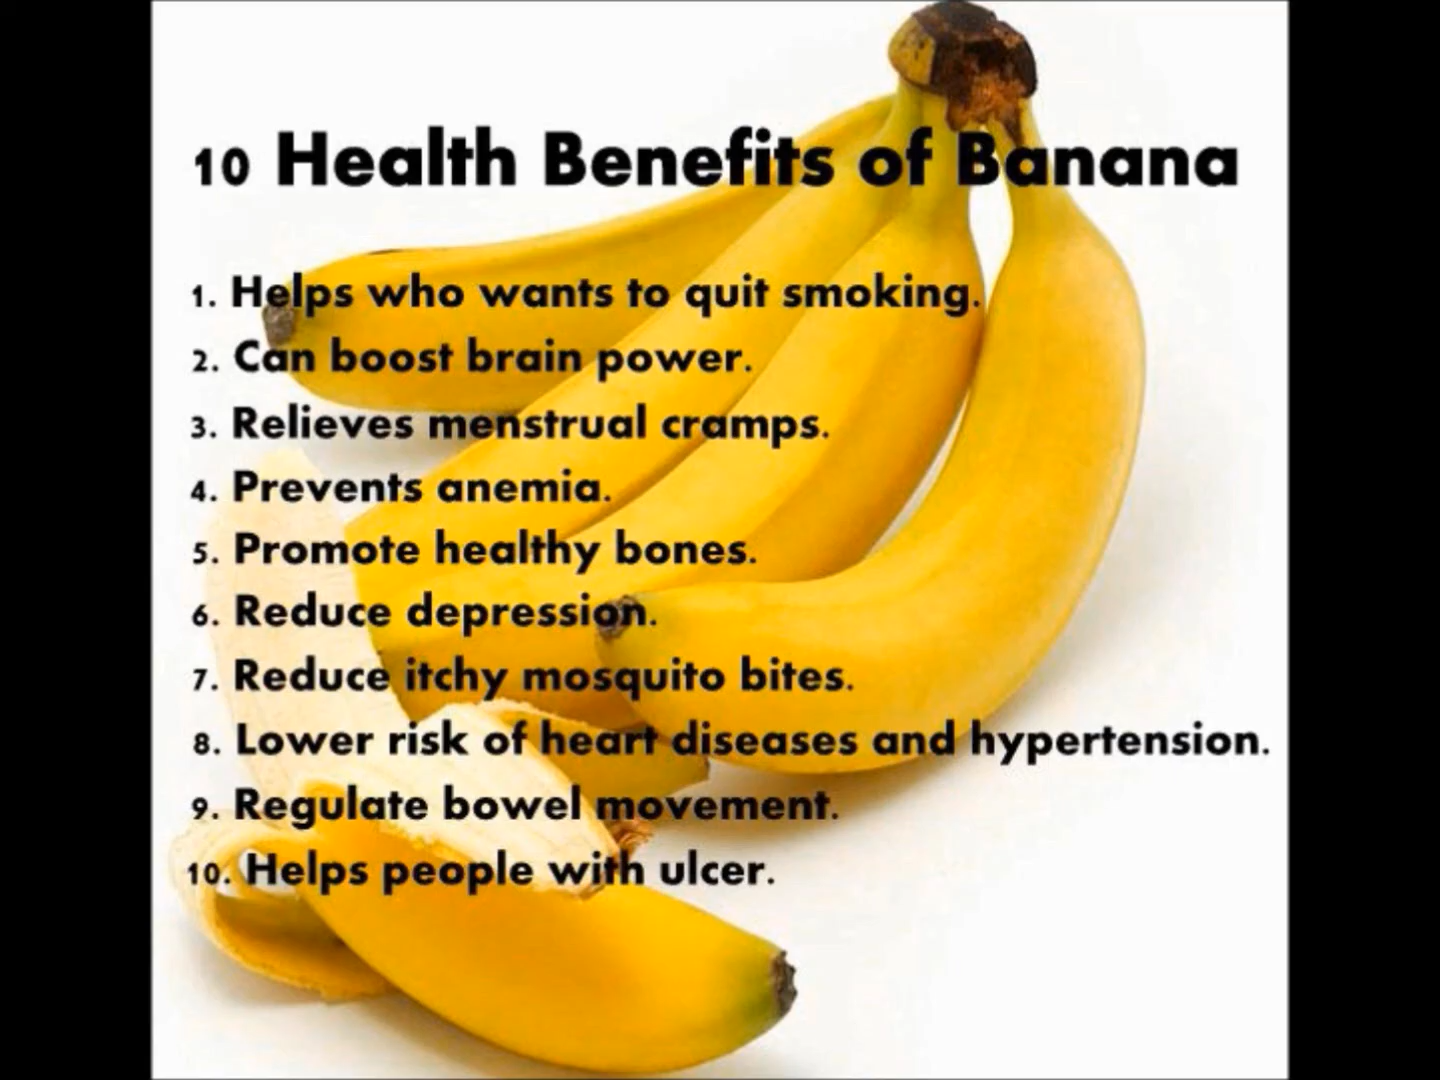 10 Health Benefits of Banana
1. Helps who wants to quit smoking.
2. Can boost brain power.
3. Relieves menstrual cramps.
4. Prevents anemia.
5. Promote healthy bones.
6. Reduce depression.
7. Reduce itchy mosquito bites.
8. Lower risk of heart diseases and hypertension.
9. Regulate bowel movement.
10. Helps people with ulcer.